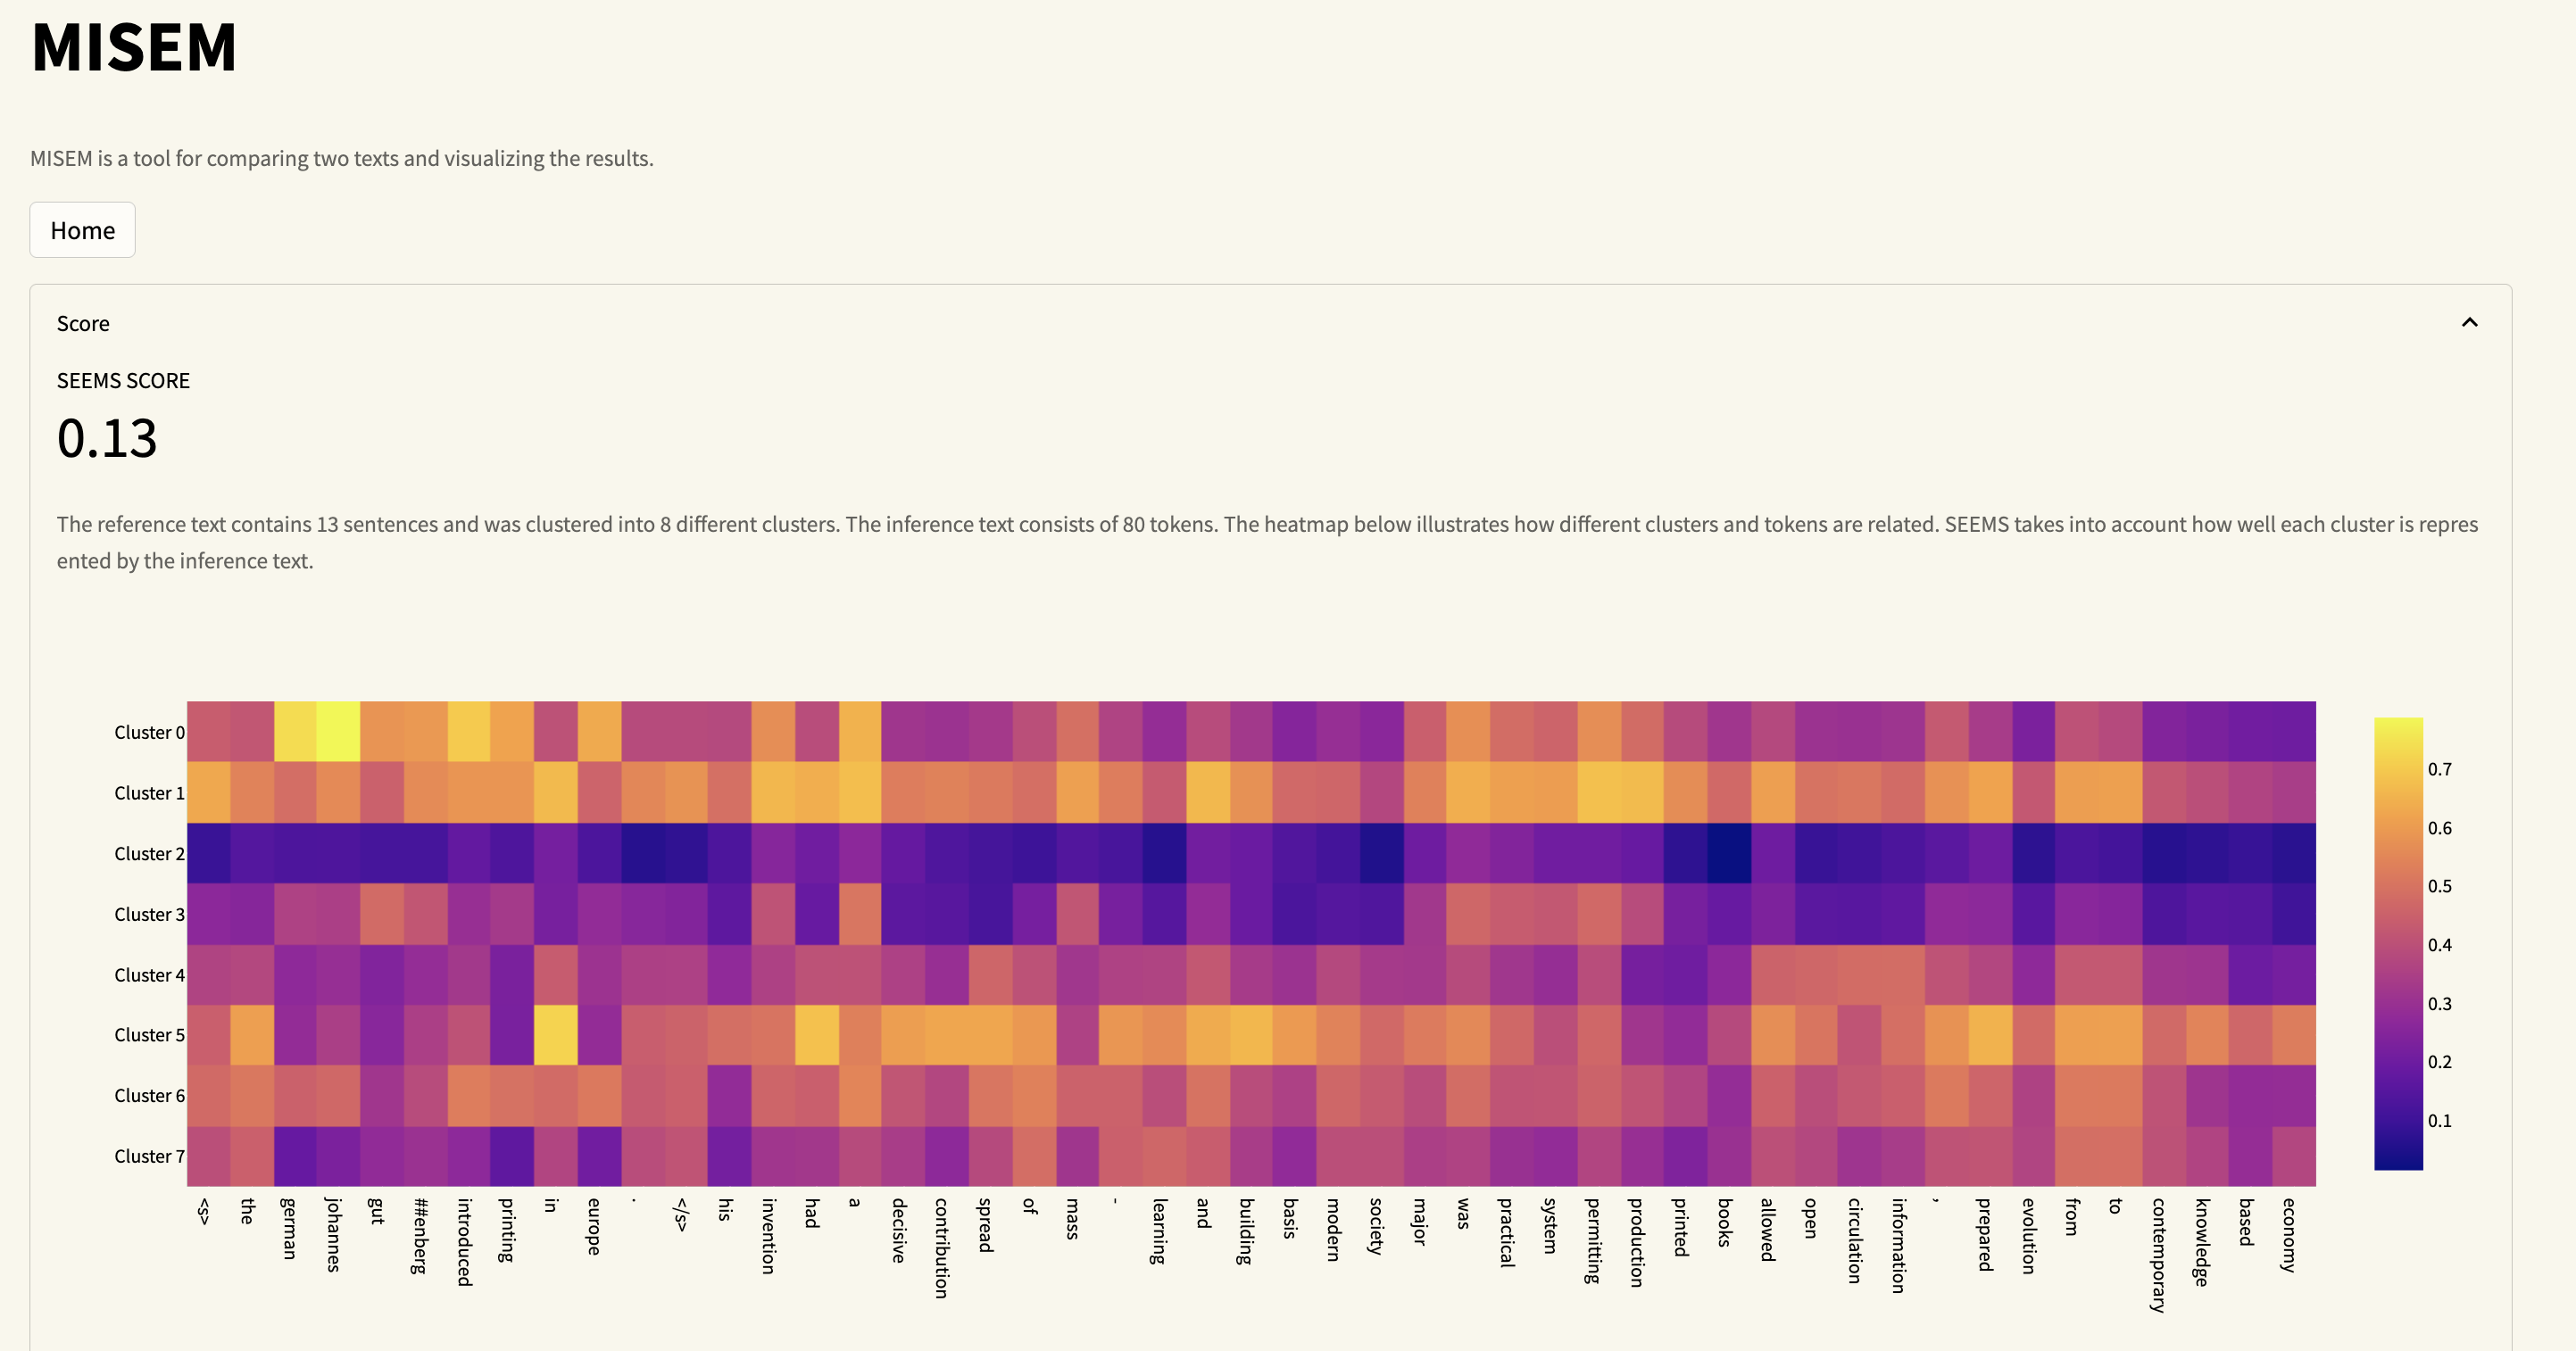 MISEM
MISEM is a tool for comparing two texts and visualizing the results.
Home
Score
SEEMS SCORE
0.13
The reference text contains 13 sentences and was clustered into 8 different clusters. The inference text consists of 80 tokens. The heatmap below illustrates how different clusters and tokens are related. SEEMS takes into account how well each cluster is repres
ented by the inference text.
Cluster 0
Cluster 1
Cluster 2
Cluster 3
Cluster 4
Cluster 5
Cluster 6
Cluster 7
0.7
0.6
0.5
0.4
0.3
0.2
0.1
<s>
the
german
johannes
gut
##enberg
introduced
printing
in
europe
.
</s>
his
invention
had
a
decisive
contribution
spread
of
mass
-
learning
and
building
basis
modern
society
major
was
practical
system
permitting
production
printed
books
allowed
open
circulation
information
,
prepared
evolution
from
to
contemporary
knowledge
based
economy